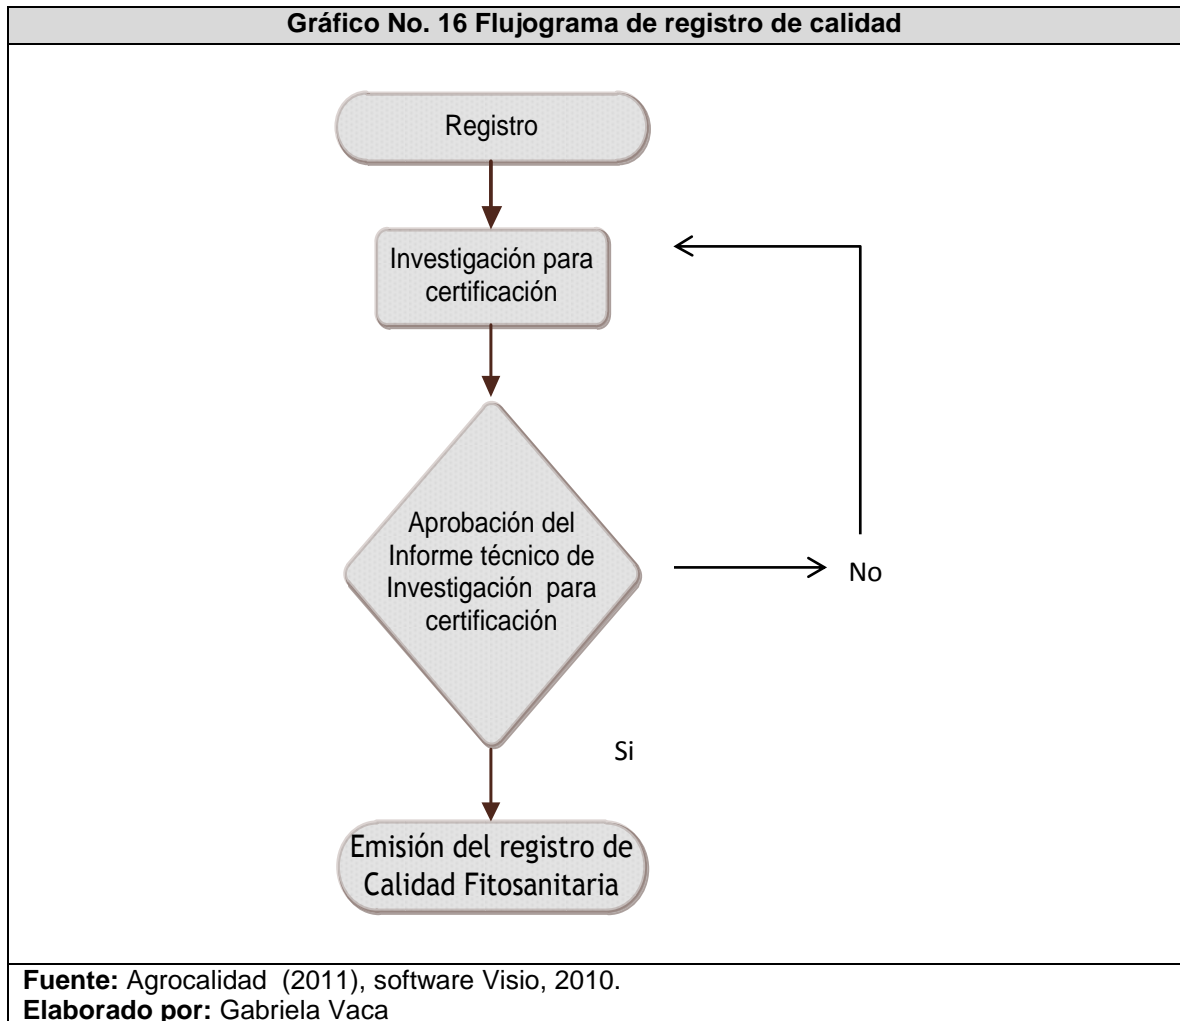 Gráfico No. 16 Flujograma de registro de calidad
Registro
Investigación para
certificación
Aprobación del
Informe técnico de
Investigación para
certificación
No
Si
Emisión del registro de
Calidad Fitosanitaria
Fuente: Agrocalidad (2011), software Visio, 2010.
Elaborado por: Gabriela Vaca